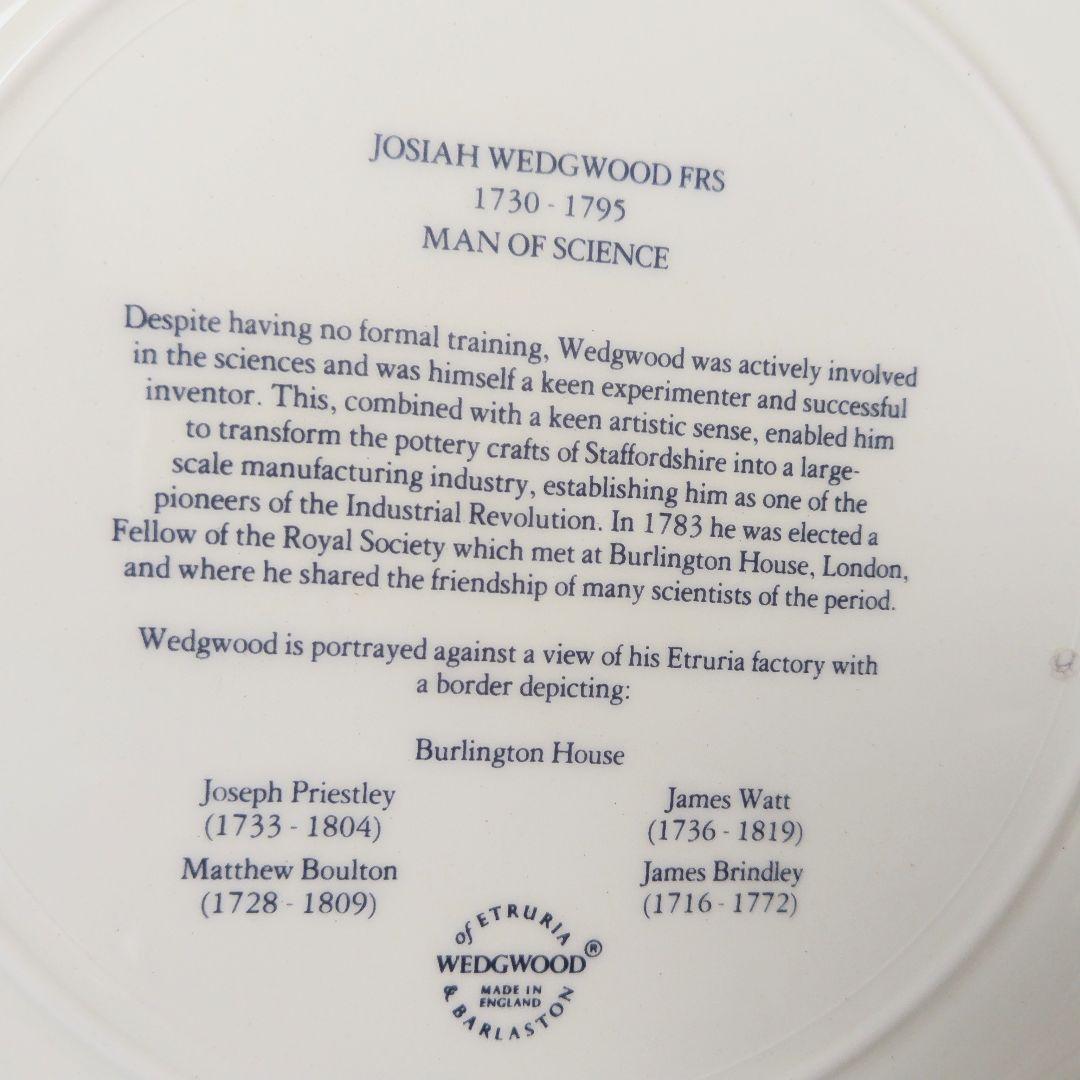 JOSIAH WEDGWOOD FRS
1730 - 1795
MAN OF SCIENCE
Despite having no formal training, Wedgwood was actively involved
in the sciences and was himself a keen experimenter and successful
inventor. This, combined with a keen artistic sense, enabled him
to transform the pottery crafts of Staffordshire into a large-
scale manufacturing industry, establishing him as one of the
pioneers of the Industrial Revolution. In 1783 he was elected a
Fellow of the Royal Society which met at Burlington House, London,
and where he shared the friendship of many scientists of the period.
Wedgwood is portrayed against a view of his Etruria factory with
a border depicting:
Burlington House
Joseph Priestley
(1733 - 1804)
James Watt
(1736 - 1819)
Matthew Boulton
(1728 - 1809)
James Brindley
(1716 - 1772)
of ETRURIA
WEDGWOOD®
MADE IN
ENGLAND
& BARLASTON